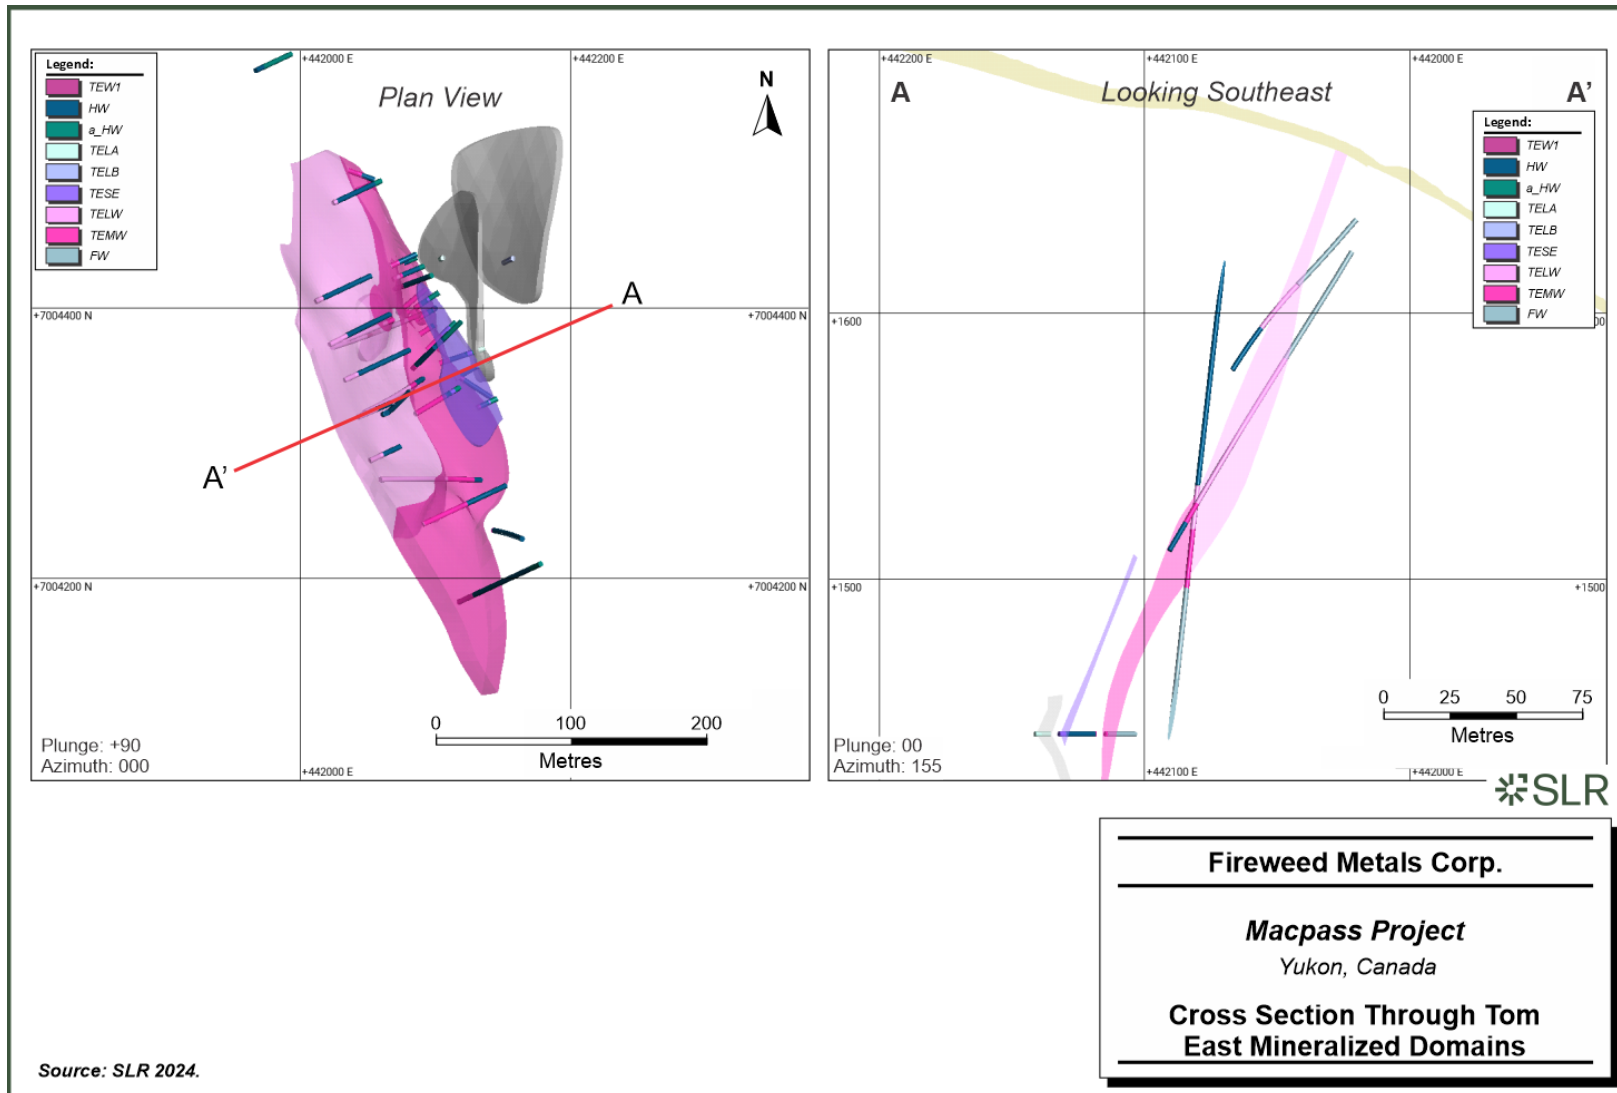 Legend:
TEW1
HW
a_HW
TELA
TELB
TESE
TELW
TEMW
FW
+442000 E
+442200 E
Plan View
N
+7004400 N
+7004400 N
A
A'
+7004200 N
+7004200 N
0 100 200
Metres
Plunge: +90
Azimuth: 000
+442000 E
+442200 E
+442100 E
+442000 E
A
Looking Southeast
A'
Legend:
TEW1
HW
a_HW
TELA
TELB
TESE
TELW
TEMW
FW
+1600
00
+1500
+1500
0 25 50 75
Metres
Plunge: 00
Azimuth: 155
+442100 E
+442000 E
SLR
Fireweed Metals Corp.
Macpass Project
Yukon, Canada
Cross Section Through Tom
East Mineralized Domains
Source: SLR 2024.